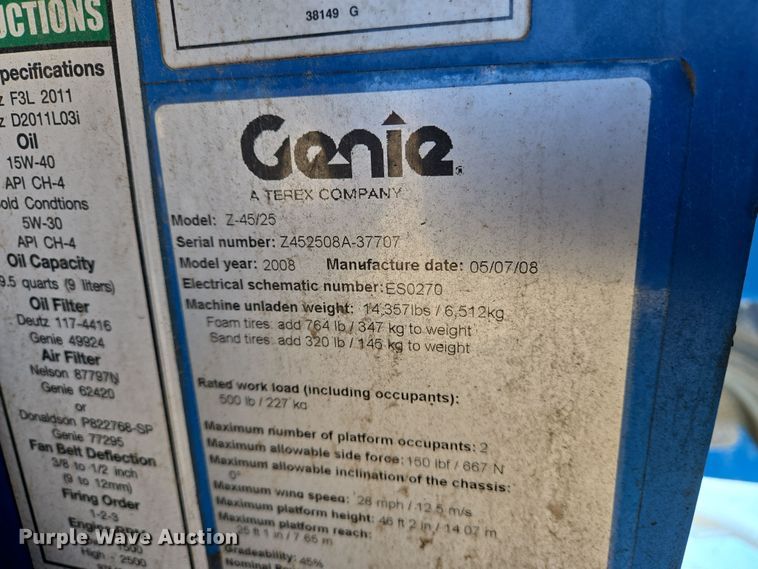 38149 G
UCTIONS
pecifications
z F3L 2011
z D2011L03i
Oil
15W-40
API CH-4
old Condtions
5W-30
API CH-4
Oil Capacity
9.5 quarts (9 liters)
Oil Filter
Deutz 117-4416
Genie 49924
Air Filter
Nelson 87797N
Genie 62420
or
Donaldson P822768-SP
Genie 77295
Fan Belt Deflection
3/8 to 1/2 inch
(9 to 12mm)
Firing Order
1-2-3
1500
High - 2500
Genie
A TEREX COMPANY
Model: Z-45/25
Serial number: Z452508A-37707
Model year: 2008 Manufacture date: 05/07/08
Electrical schematic number: ES0270
Machine unladen weight: 14,357lbs / 6,512kg
Foam tires: add 764 lb / 347 kg to weight
Sand tires: add 320 lb / 145 kg to weight
Rated work load (including occupants):
500 lb / 227 kg
Maximum number of platform occupants: 2
Maximum allowable side force: 150 lbf / 667 N
Maximum allowable inclination of the chassis:
0°
Maximum wind speed: 28 mph / 12.5 m/s
Maximum platform height: 46 ft 2 in / 14.07 m
Maximum platform reach:
25 ft 1 in / 7.65 m
Gradeability: 45%
Purple Wave Auction